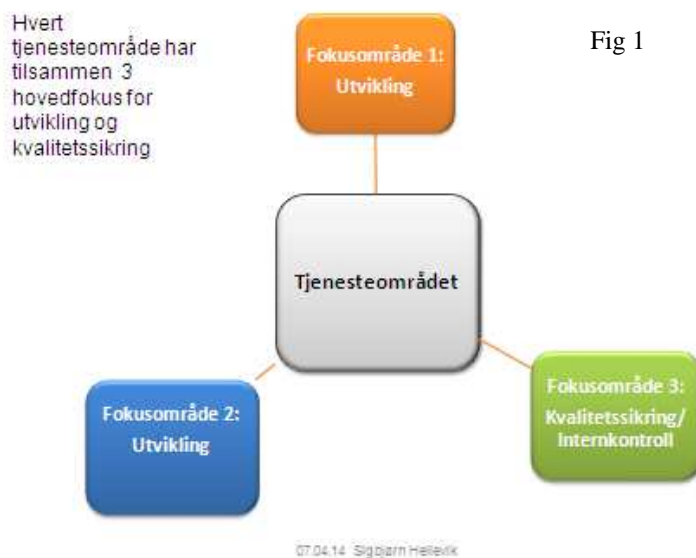 Hvert
tjenesteområde har
tilsammen 3
hovedfokus for
utvikling og
kvalitetssikring
Fig 1
Fokusområde 1:
Utvikling
Tjenesteområdet
Fokusområde 2:
Utvikling
Fokusområde 3:
Kvalitetssikring/
Internkontroll
07.04.14 Sigbjørn Hellevik